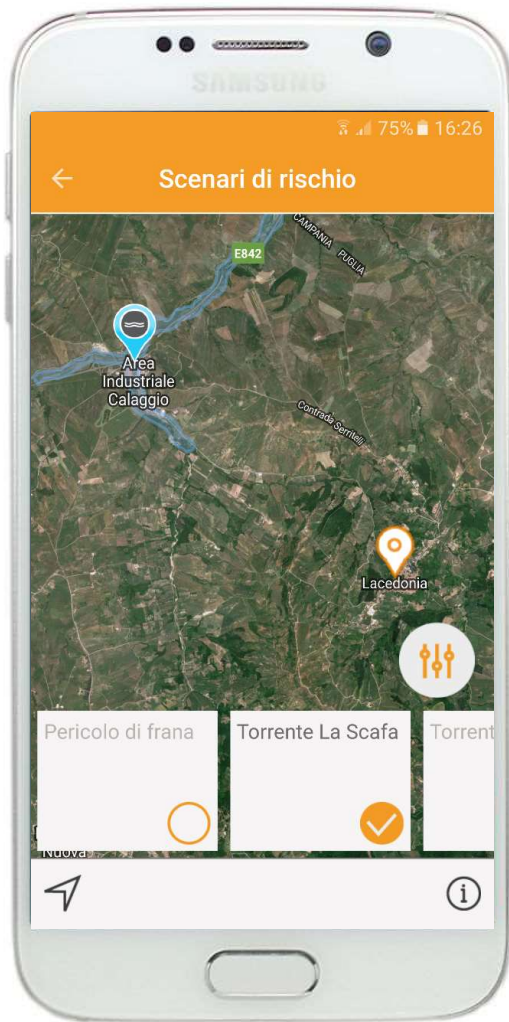 SAMSUNG
75% 16:26
Scenari di rischio
CAMPANIA PUGLIA
E842
Area
Industriale
Calaggio
Contrada Serritelli
Lacedonia
Pericolo di frana
Torrente La Scafa
Torrent
Nuova